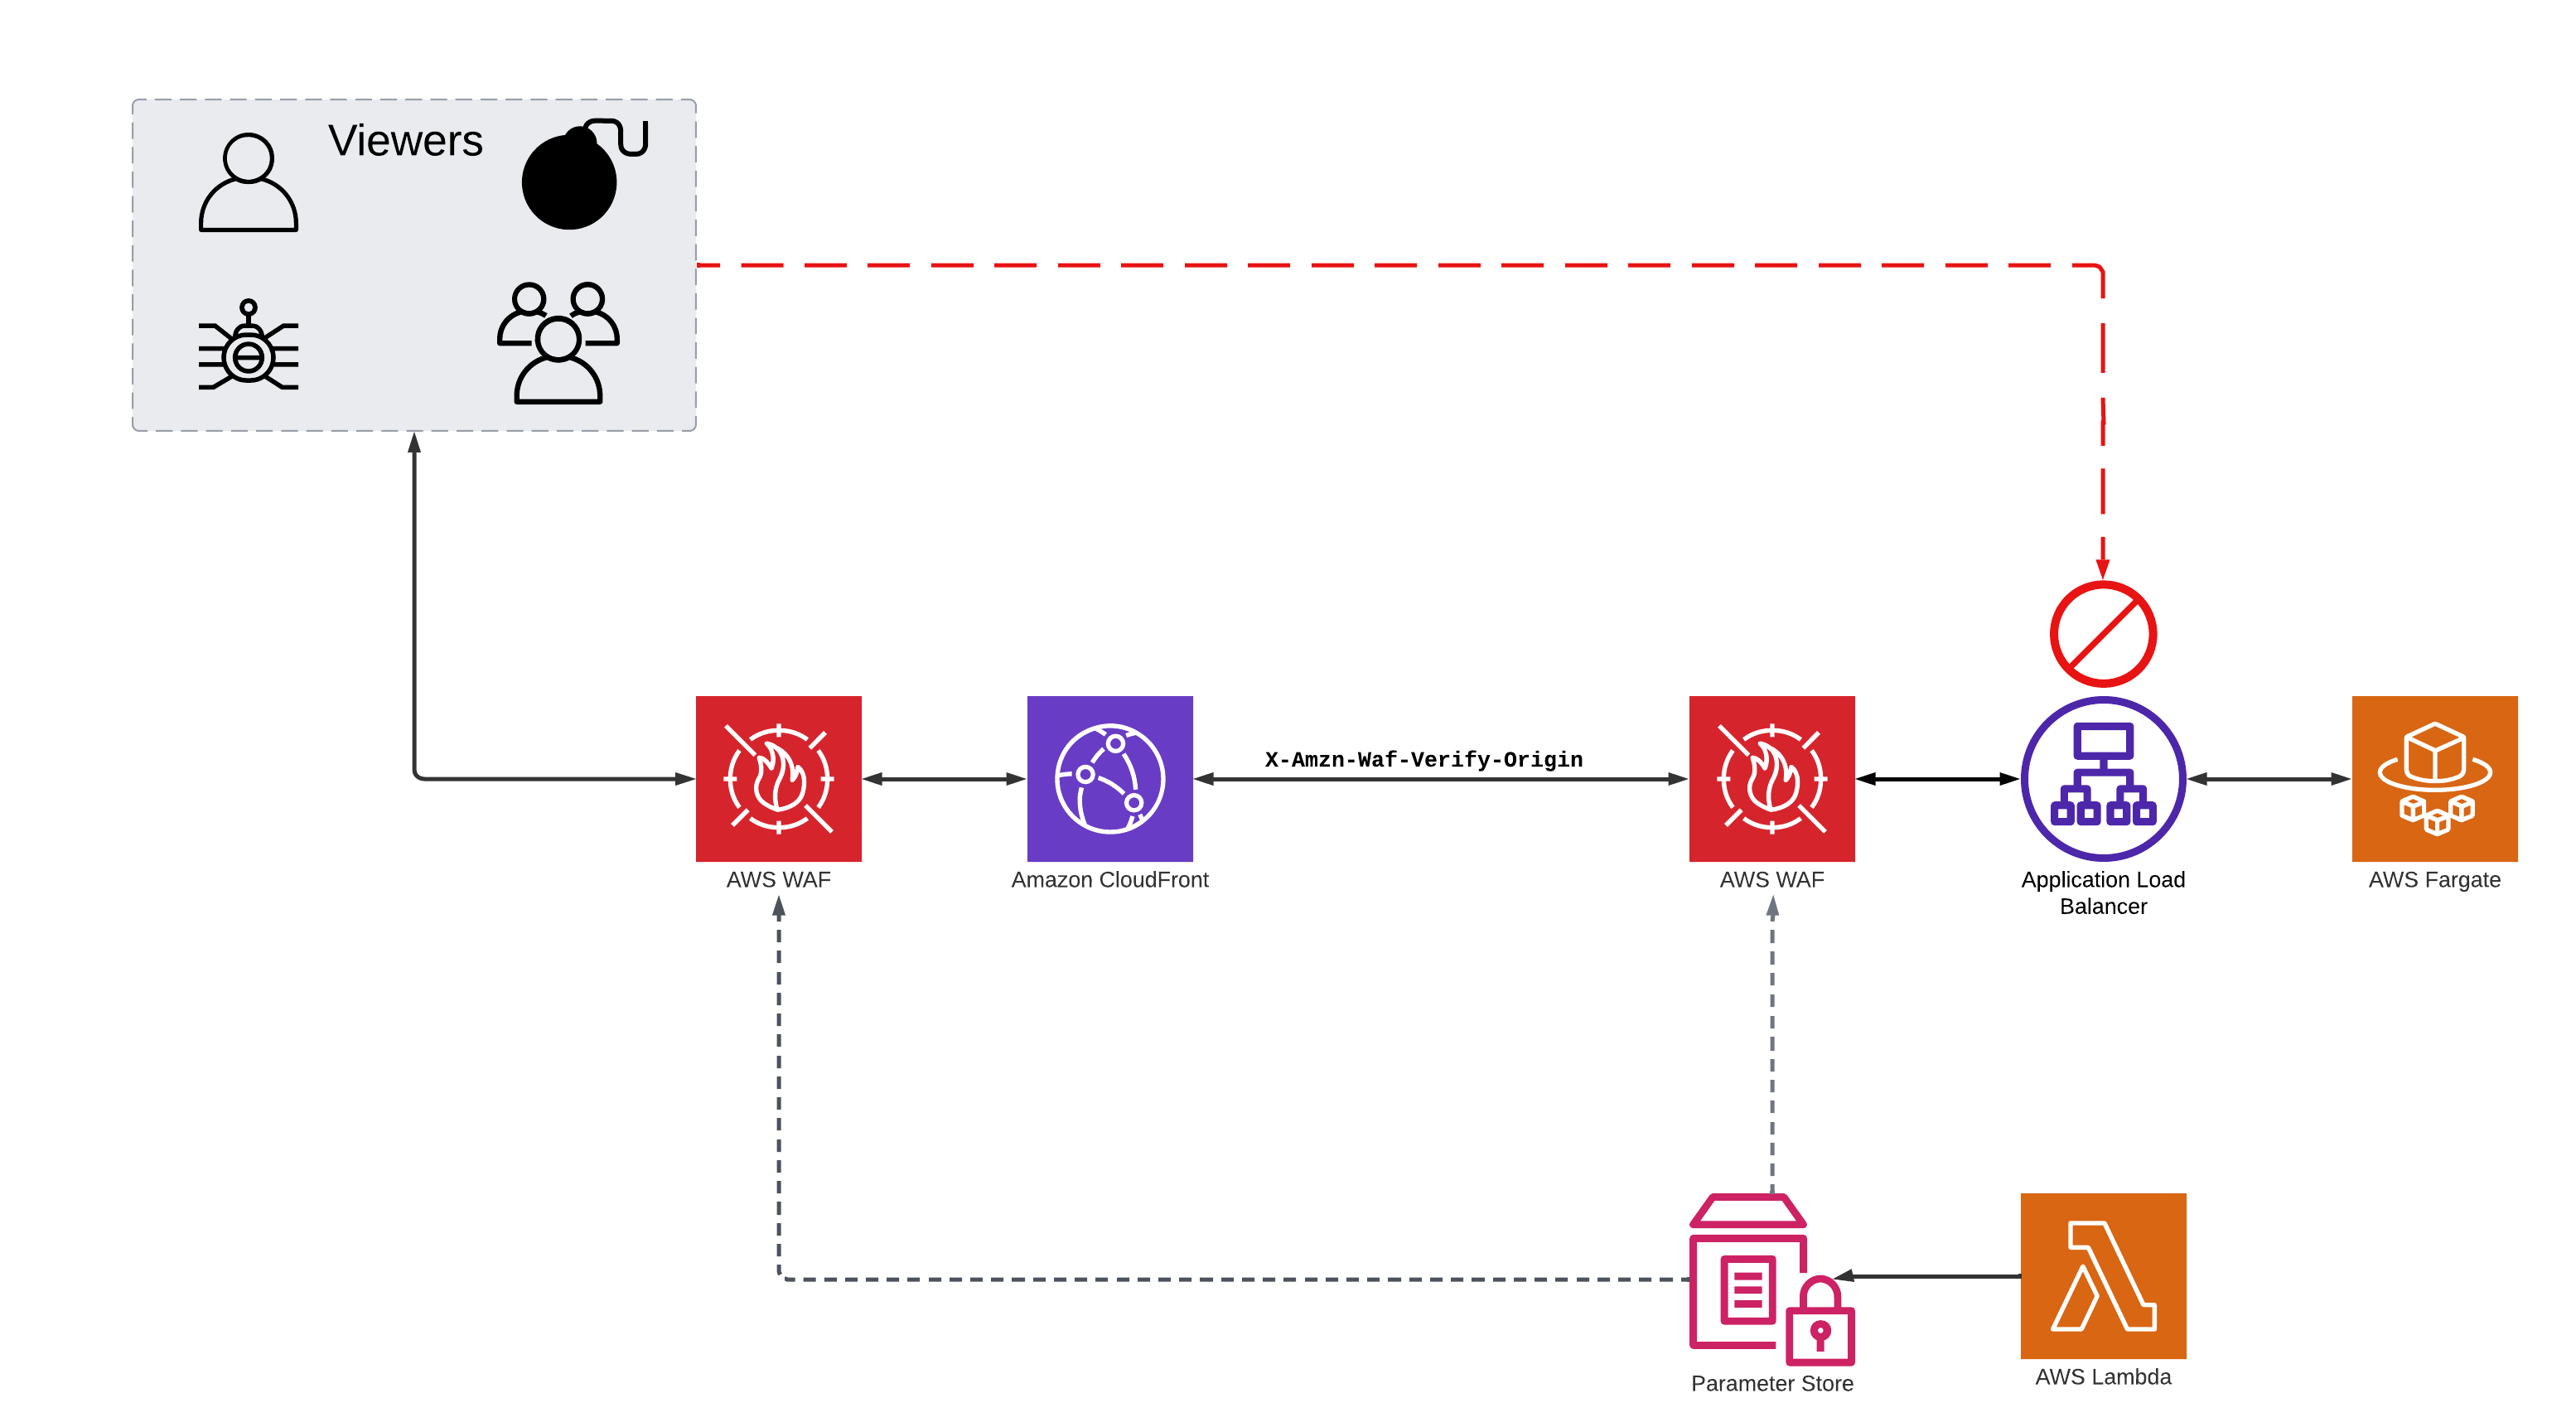 Viewers
X-Amzn-Waf-Verify-Origin
AWS WAF
Amazon CloudFront
AWS WAF
Application Load
Balancer
AWS Fargate
Parameter Store
AWS Lambda